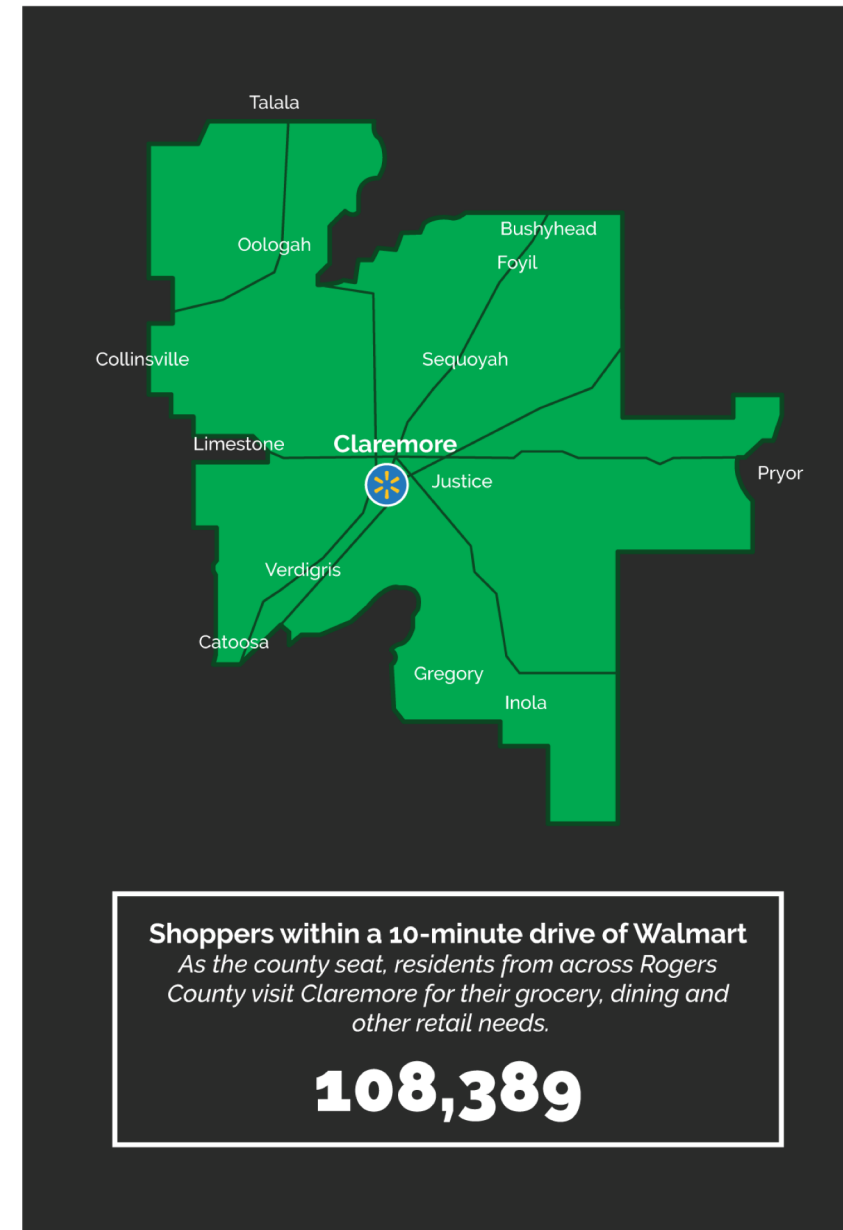 Talala
Bushyhead
Oologah
Foyil
Collinsville
Sequoyah
Limestone
Claremore
Pryor
Justice
Verdigris
Catoosa
Gregory
Inola
Shoppers within a 10-minute drive of Walmart
As the county seat, residents from across Rogers
County visit Claremore for their grocery, dining and
other retail needs.
108,389